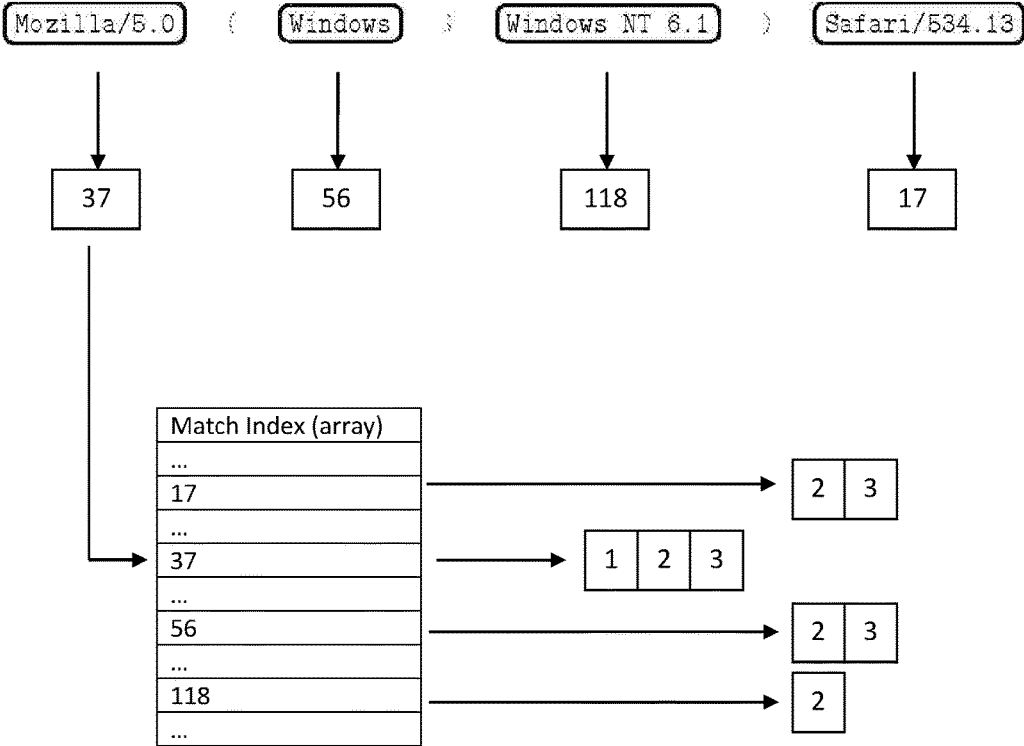 Mozilla/5.0 ( Windows ; Windows NT 6.1 ) Safari/534.13
37 56 118 17
Match Index (array)
...
17 2 3
...
37 1 2 3
...
56 2 3
...
118 2
...